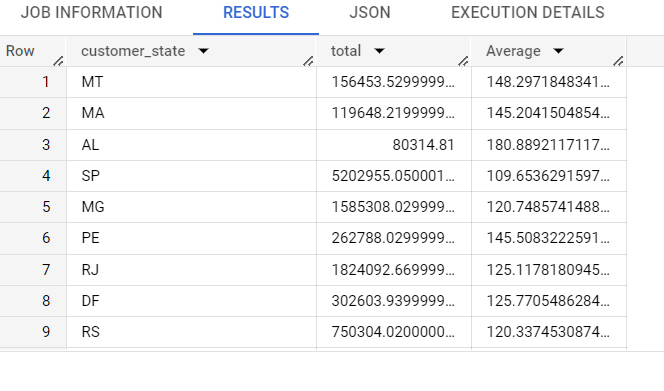 JOB INFORMATION RESULTS JSON EXECUTION DETAILS
Row customer_state total Average
1 MT 156453.5299999... 148.2971848341...
2 MA 119648.2199999... 145.2041504854...
3 AL 80314.81 180.8892117117...
4 SP 5202955.050001... 109.6536291597...
5 MG 1585308.029999... 120.7485741488...
6 PE 262788.0299999... 145.5083222591...
7 RJ 1824092.669999... 125.1178180945...
8 DF 302603.9399999... 125.7705486284...
9 RS 750304.0200000... 120.3374530874...